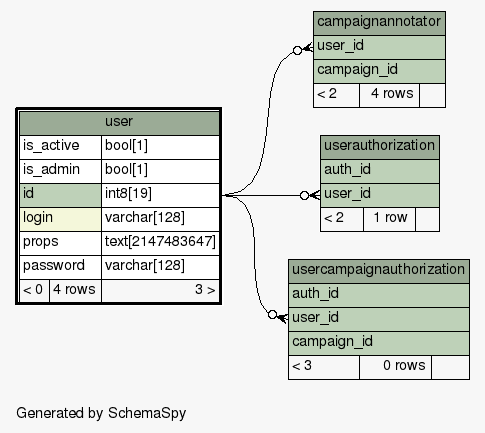 campaignannotator
user_id
campaign_id
< 2 4 rows
user
is_active bool[1]
is_admin bool[1]
id int8[19]
login varchar[128]
props text[2147483647]
password varchar[128]
< 0 4 rows 3 >
userauthorization
auth_id
user_id
< 2 1 row
usercampaignauthorization
auth_id
user_id
campaign_id
< 3 0 rows
Generated by SchemaSpy